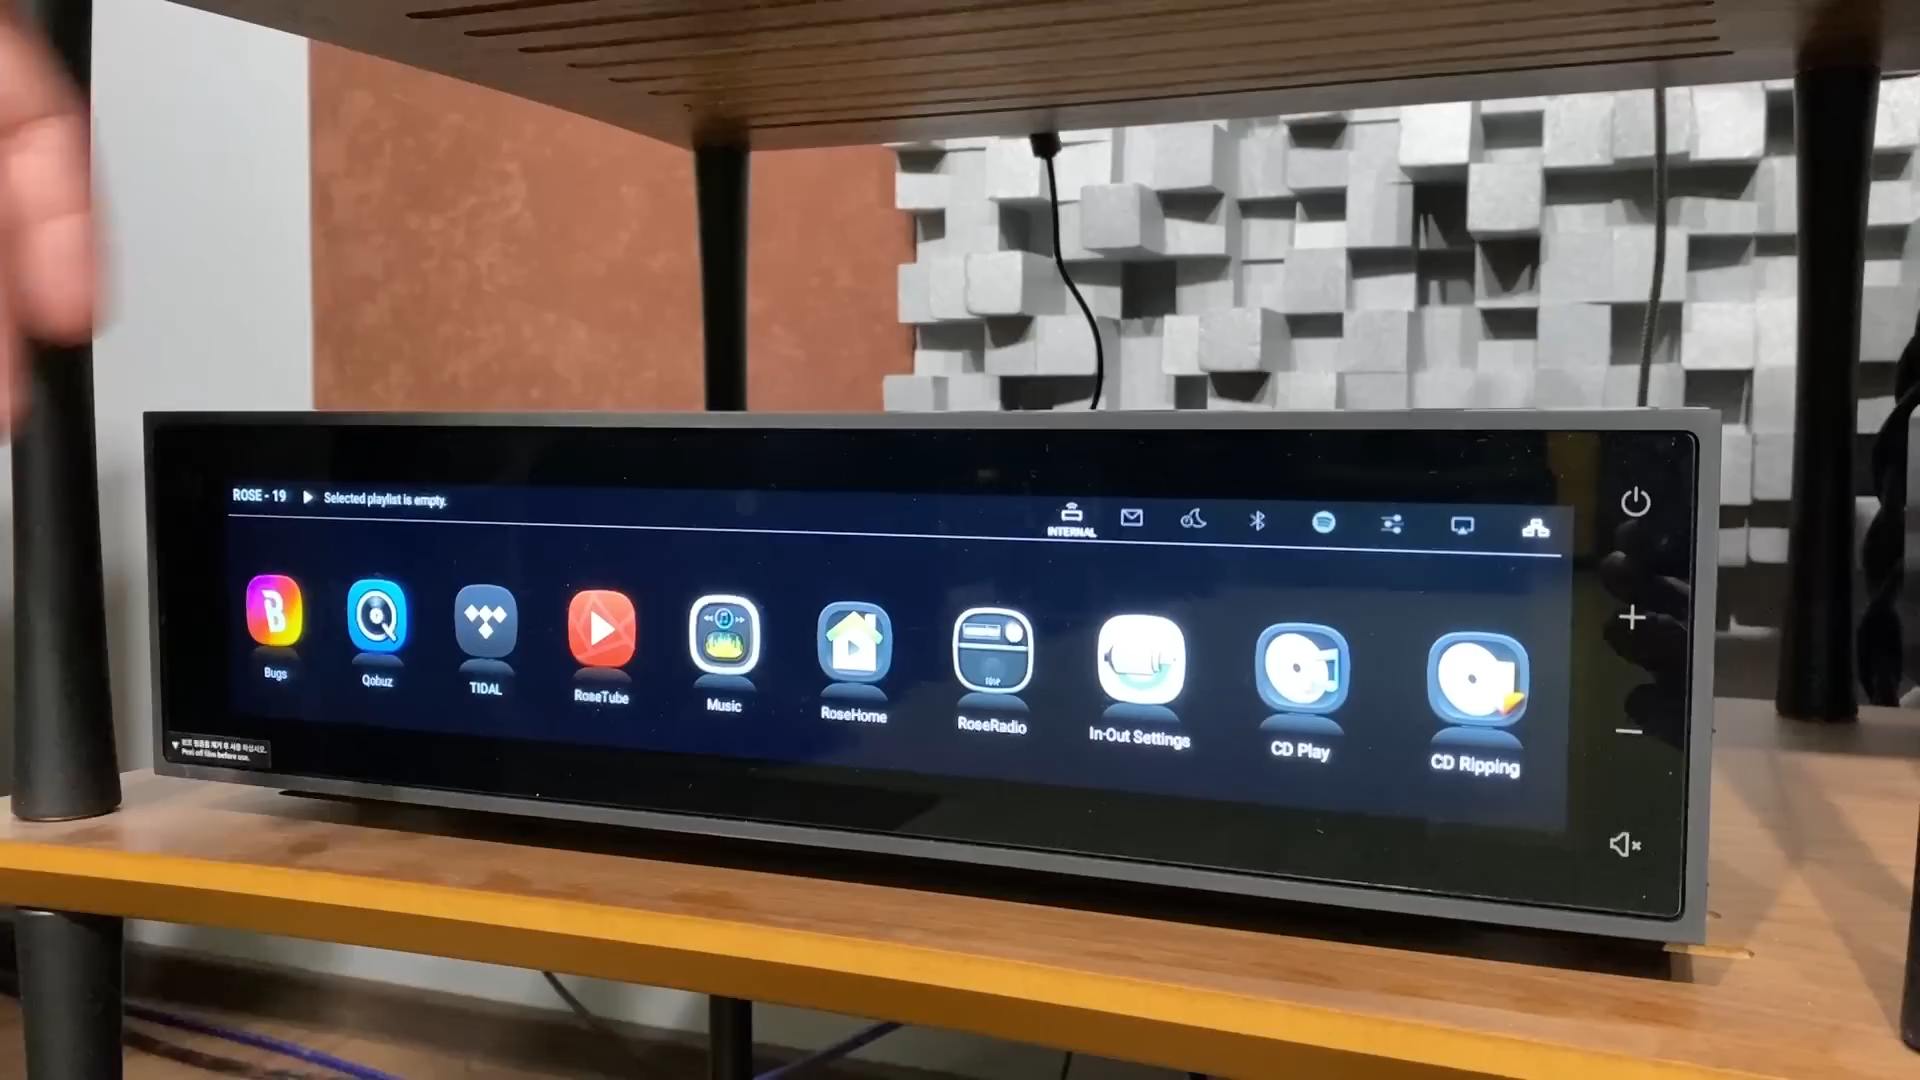 ROSE - 19 Selected playlist is empty.
INTERNAL
Bugs
Qobuz
TIDAL
RoseTube
Music
RoseHome
RoseRadio
In-Out Settings
CD Play
CD Ripping
Peel off film before use.